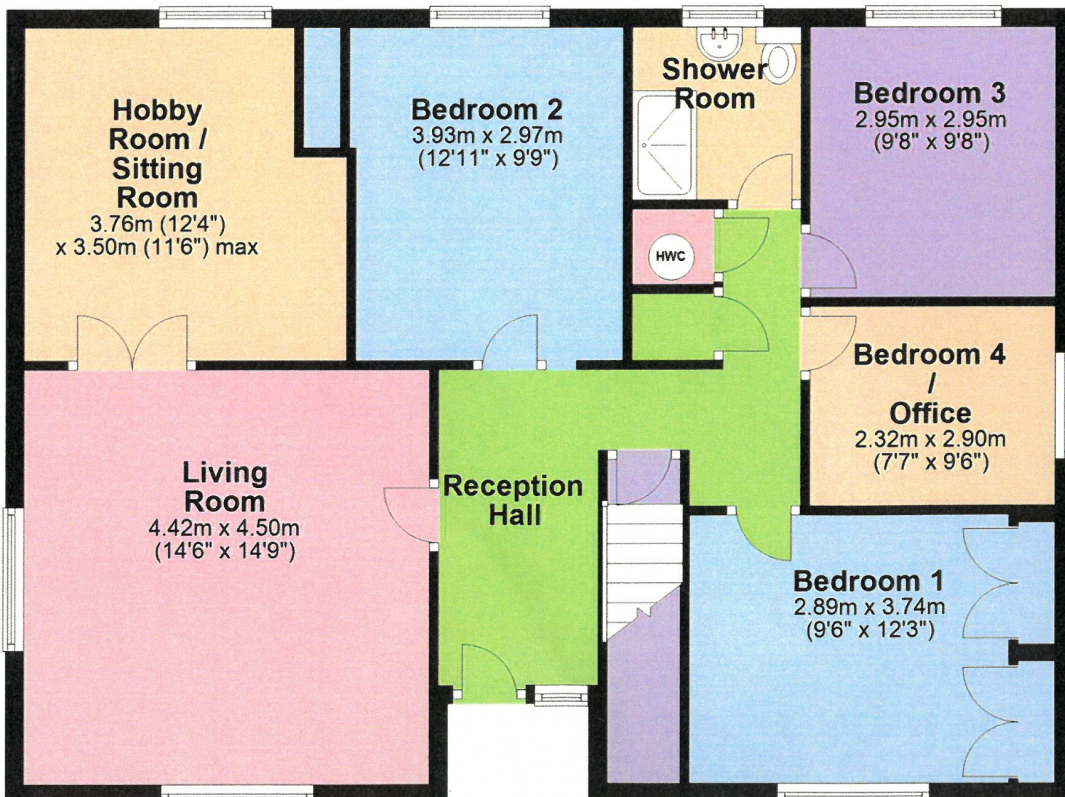 Hobby
Room /
Sitting
Room
3.76m (12'4")
x 3.50m (11'6") max
Bedroom 2
3.93m x 2.97m
(12'11" x 9'9")
Shower
Room
Bedroom 3
2.95m x 2.95m
(9'8" x 9'8")
HWC
Bedroom 4
/
Office
2.32m x 2.90m
(7'7" x 9'6")
Living
Room
4.42m x 4.50m
(14'6" x 14'9")
Reception
Hall
Bedroom 1
2.89m x 3.74m
(9'6" x 12'3")